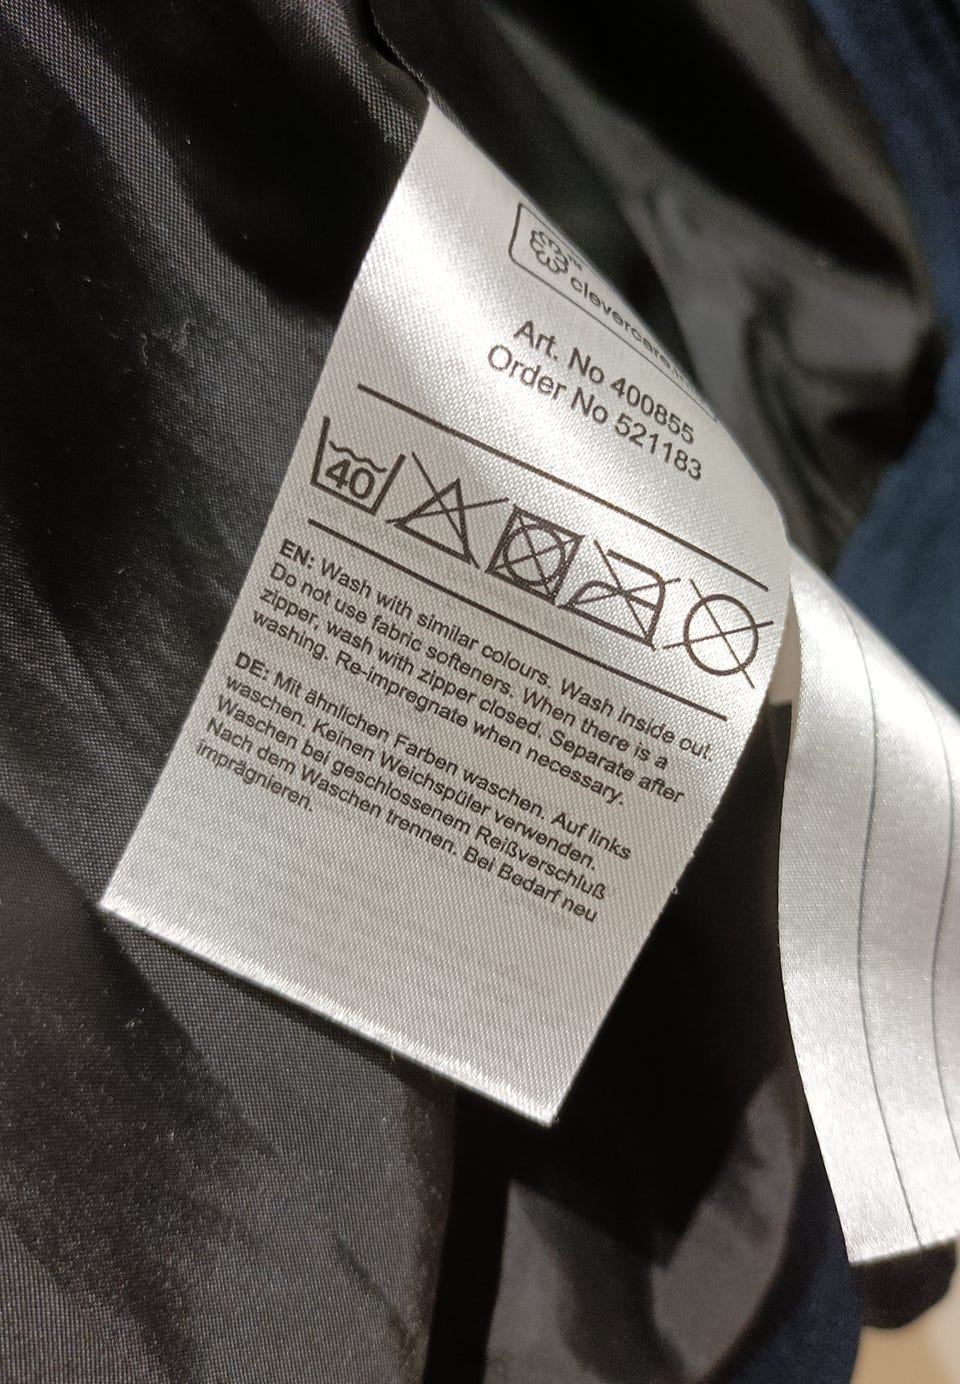 clevercare
Art. No 400855
Order No 521183
40
EN: Wash with similar colours. Wash inside out.
Do not use fabric softeners. When there is a
zipper, wash with zipper closed. Separate after
washing. Re-impregnate when necessary.
DE: Mit ähnlichen Farben waschen. Auf links
waschen. Keinen Weichspüler verwenden.
Waschen bei geschlossenem Reißverschluß
Nach dem Waschen trennen. Bei Bedarf neu
imprägnieren.